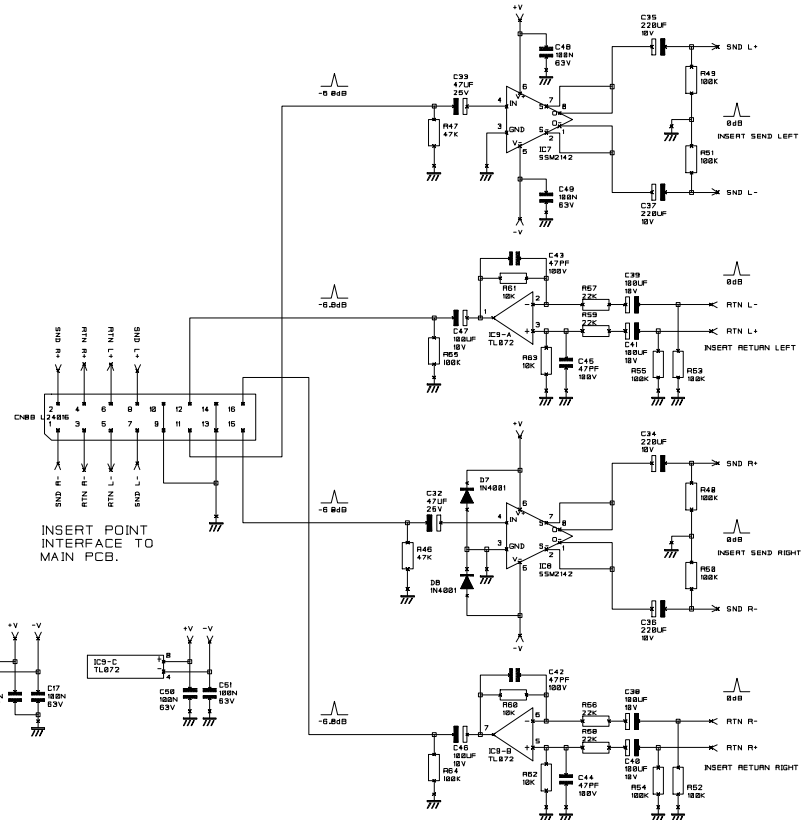 +V
C48
100N
63V
C35
220UF
10V
SND L+
-6.0dB
C33
47UF
25V
6
V+
7
4
IN
S
8
O
R49
100K
3
GND
O
S
1
2
V-
5
R47
47K
IC7
SSM2142
0dB
INSERT SEND LEFT
R51
100K
C49
100N
63V
C37
220UF
10V
SND L-
-V
C43
47PF
100V
R61
10K
R57
22K
C39
100UF
10V
0dB
-6.0dB
1
2
-
RTN L-
R59
22K
+
3
RTN L+
C47
100UF
10V
IC9-A
TL072
C41
100UF
10V
INSERT RETURN LEFT
R65
100K
R63
10K
C45
47PF
100V
R55
100K
R53
100K
SND R+
RTN R+
RTN L+
SND L+
2
4
6
8
10
12
14
16
CN8B L24016
1
3
5
7
9
11
13
15
SND R-
RTN R-
RTN L-
SND L-
INSERT POINT
INTERFACE TO
MAIN PCB.
+V
C34
220UF
10V
SND R+
-6.0dB
C32
47UF
25V
D7
1N4001
6
V+
7
4
IN
S
8
O
R48
100K
3
GND
O
S
1
2
V-
5
R46
47K
IC8
SSM2142
0dB
INSERT SEND RIGHT
D8
1N4001
R50
100K
C36
220UF
10V
SND R-
-V
+V
-V
C17
100N
63V
IC9-C
TL072
+
8
-
4
+V
-V
C50
100N
63V
C51
100N
63V
C42
47PF
100V
R60
10K
R56
22K
C38
100UF
10V
0dB
-6.0dB
7
6
-
RTN R-
R58
22K
+
5
RTN R+
C46
100UF
10V
IC9-B
TL072
C40
100UF
10V
INSERT RETURN RIGHT
R64
100K
R62
10K
C44
47PF
100V
R54
100K
R52
100K